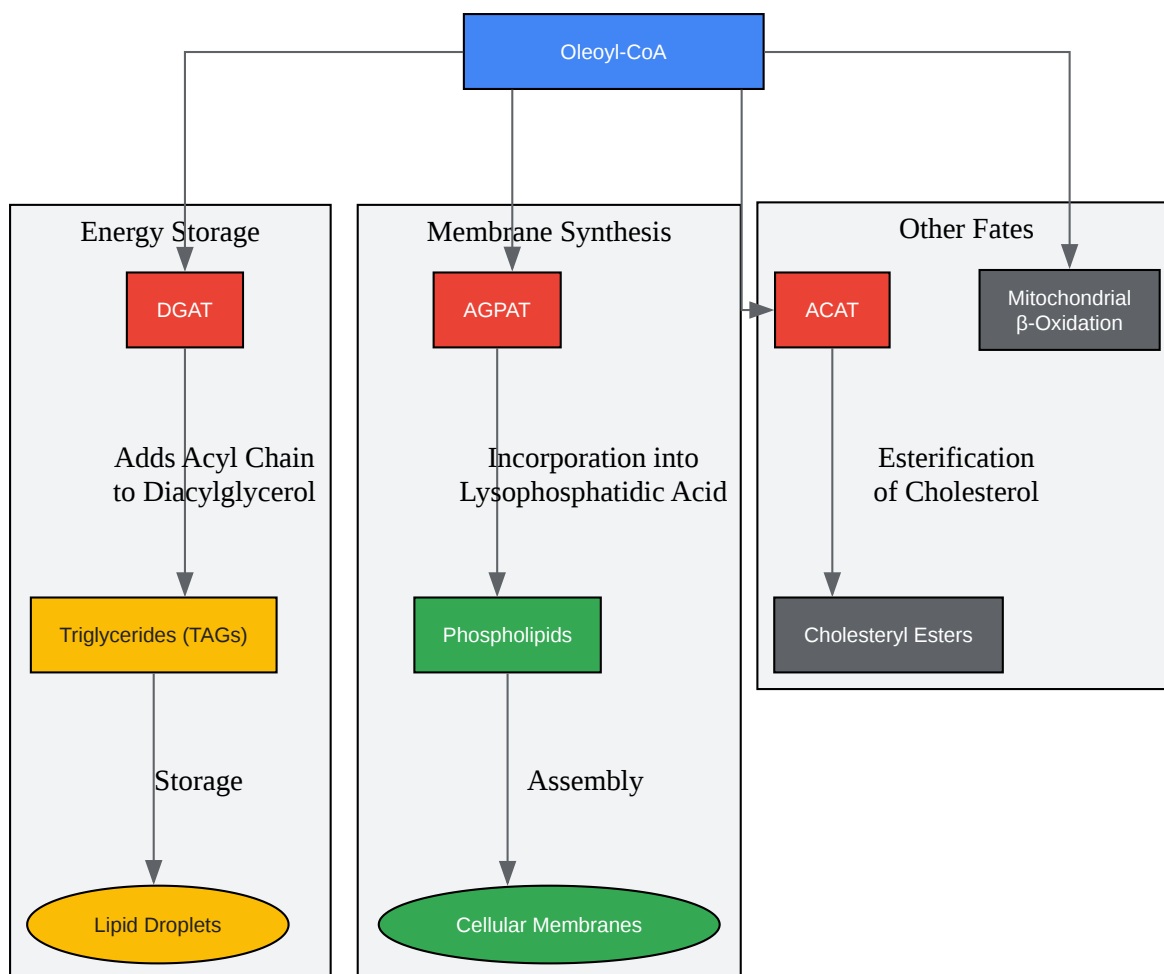 Oleoyl-CoA
Energy Storage
Membrane Synthesis
Other Fates
DGAT
AGPAT
ACAT
Mitochondrial
β-Oxidation
Adds Acyl Chain
to Diacylglycerol
Incorporation into
Lysophosphatidic Acid
Esterification
of Cholesterol
Triglycerides (TAGs)
Phospholipids
Cholesteryl Esters
Storage
Assembly
Lipid Droplets
Cellular Membranes